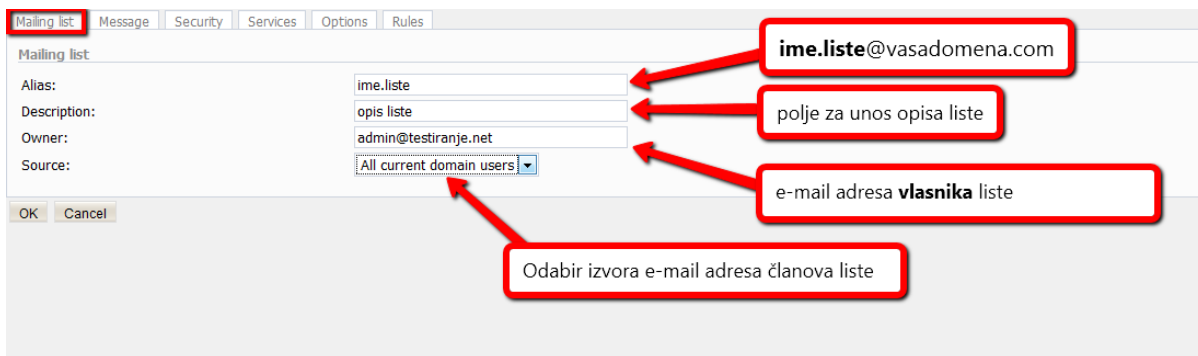 Mailing list Message Security Services Options Rules
Mailing list
ime.liste@vasadomena.com
Alias: ime.liste
Description: opis liste
polje za unos opisa liste
Owner: admin@testiranje.net
Source: All current domain users
e-mail adresa vlasnika liste
OK Cancel
Odabir izvora e-mail adresa članova liste